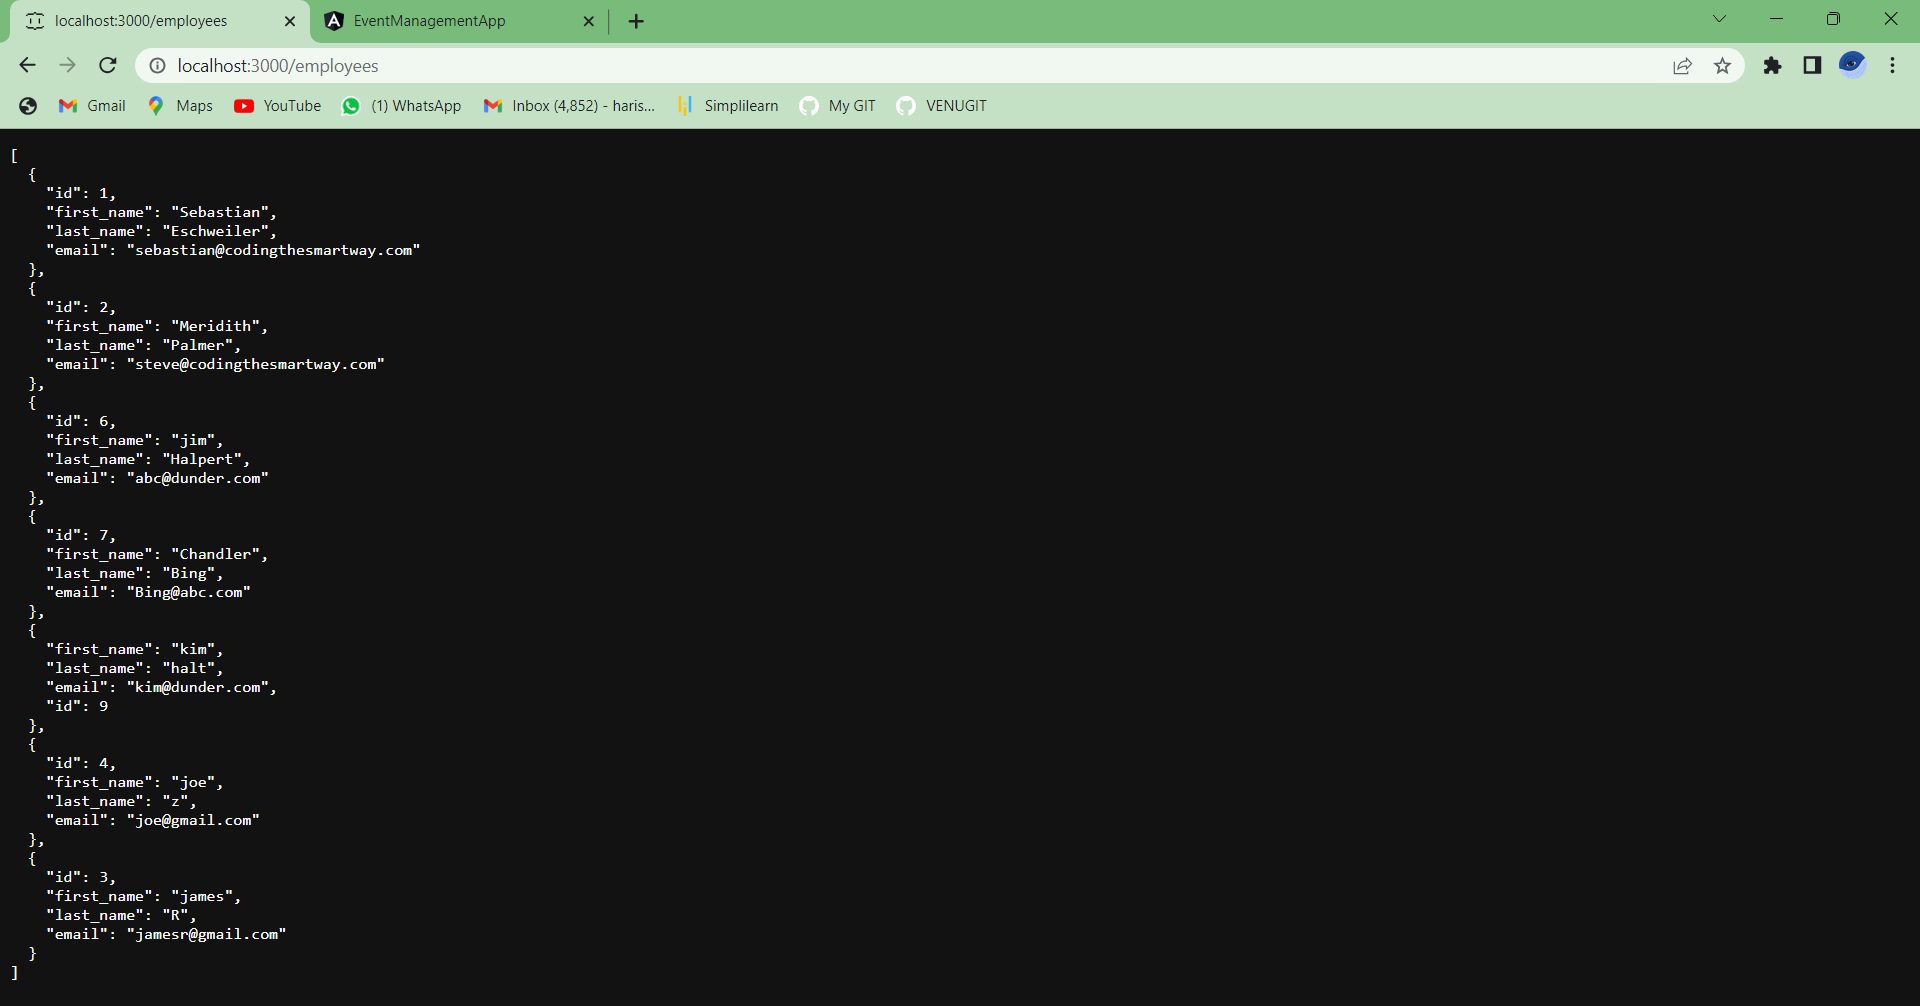 localhost:3000/employees
EventManagementApp
localhost:3000/employees
Gmail
Maps
YouTube
(1) WhatsApp
Inbox (4,852) - haris...
Simplilearn
My GIT
VENUGIT
[
  {
    "id": 1,
    "first_name": "Sebastian",
    "last_name": "Eschweiler",
    "email": "sebastian@codingthesmartway.com"
  },
  {
    "id": 2,
    "first_name": "Meridith",
    "last_name": "Palmer",
    "email": "steve@codingthesmartway.com"
  },
  {
    "id": 6,
    "first_name": "jim",
    "last_name": "Halpert",
    "email": "abc@dunder.com"
  },
  {
    "id": 7,
    "first_name": "Chandler",
    "last_name": "Bing",
    "email": "Bing@abc.com"
  },
  {
    "first_name": "kim",
    "last_name": "halt",
    "email": "kim@dunder.com",
    "id": 9
  },
  {
    "id": 4,
    "first_name": "joe",
    "last_name": "z",
    "email": "joe@gmail.com"
  },
  {
    "id": 3,
    "first_name": "james",
    "last_name": "R",
    "email": "jamesr@gmail.com"
  }
]